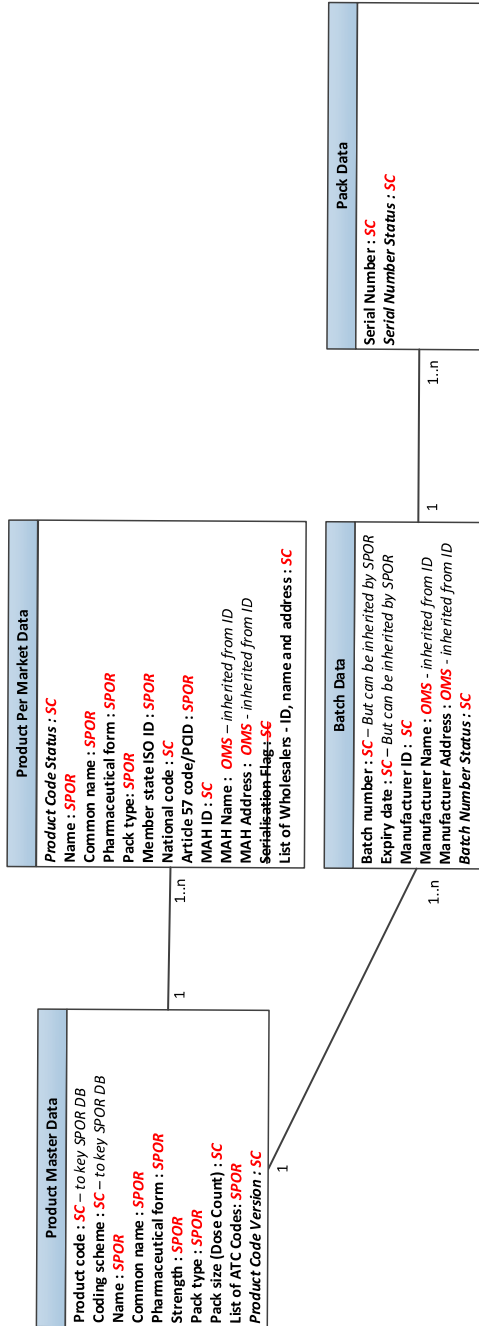 Product Master Data
Product code : SC – to key SPOR DB
Coding scheme : SC – to key SPOR DB
Name : SPOR
Common name : SPOR
Pharmaceutical form : SPOR
Strength : SPOR
Pack type : SPOR
Pack size (Dose Count) : SC
List of ATC Codes: SPOR
Product Code Version : SC
1
1..n
Product Per Market Data
Product Code Status : SC
Name : SPOR
Common name : SPOR
Pharmaceutical form : SPOR
Pack type: SPOR
Member state ISO ID : SPOR
National code : SC
Article 57 code/PCID : SPOR
MAH ID : SC
MAH Name : OMS – inherited from ID
MAH Address : OMS - inherited from ID
Serialisation Flag : SC
List of Wholesalers - ID, name and address : SC
1
1..n
Batch Data
Batch number : SC – But can be inherited by SPOR
Expiry date : SC – But can be inherited by SPOR
Manufacturer ID : SC
Manufacturer Name : OMS - inherited from ID
Manufacturer Address : OMS - inherited from ID
Batch Number Status : SC
1
1..n
Pack Data
Serial Number : SC
Serial Number Status : SC